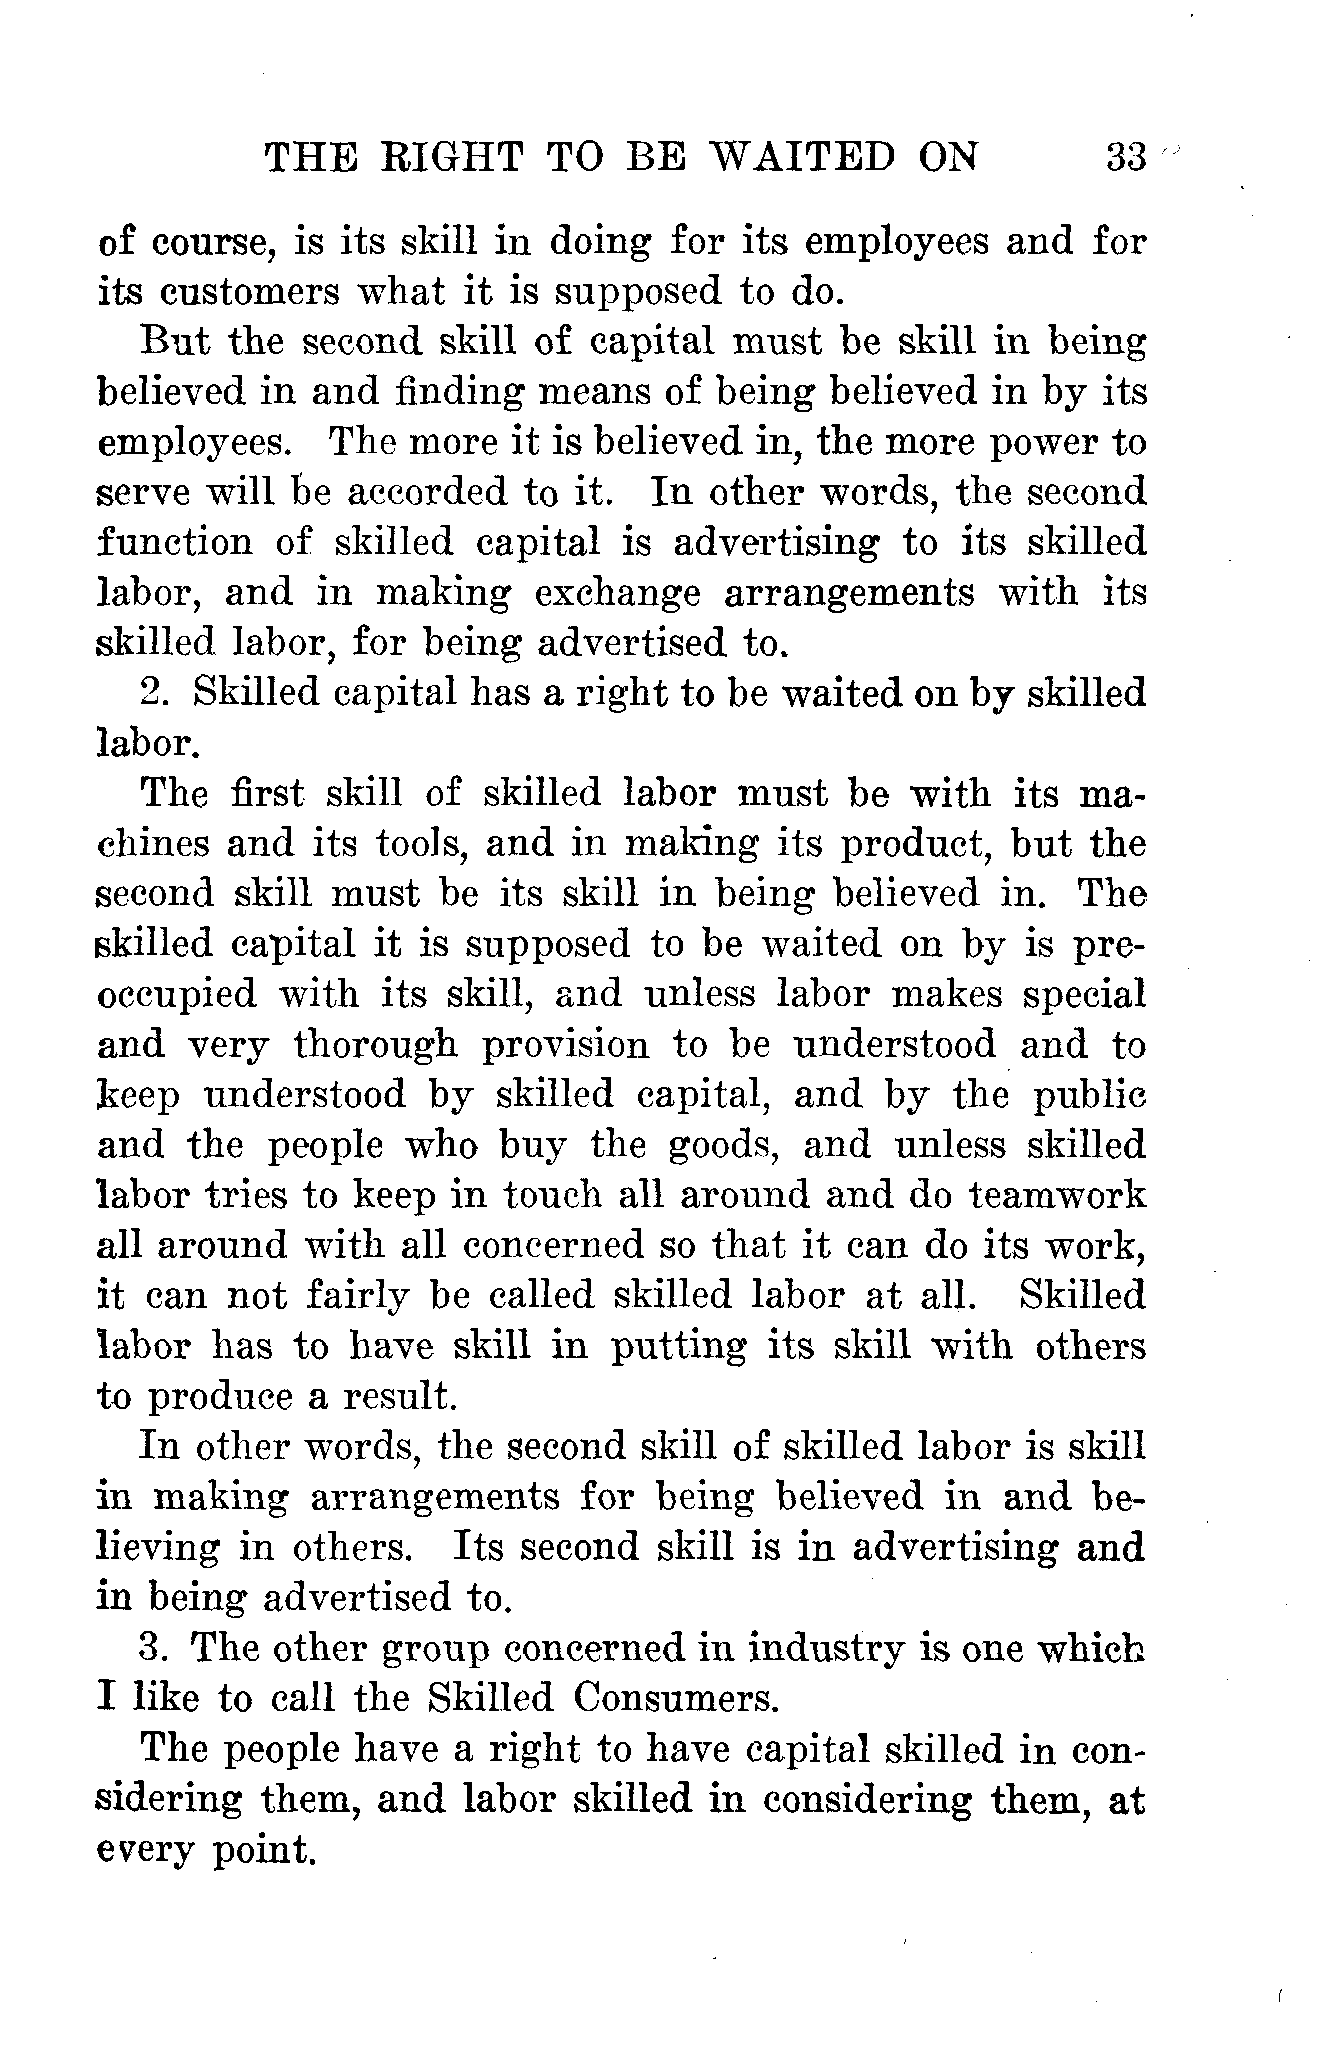 THE RIGHT TO BE WAITED ON 33
of course, is its skill in doing for its employees and for
its customers what it is supposed to do.
But the second skill of capital must be skill in being
believed in and finding means of being believed in by its
employees. The more it is believed in, the more power to
serve will be accorded to it. In other words, the second
function of skilled capital is advertising to its skilled
labor, and in making exchange arrangements with its
skilled labor, for being advertised to.
2. Skilled capital has a right to be waited on by skilled
labor.
The first skill of skilled labor must be with its ma-
chines and its tools, and in making its product, but the
second skill must be its skill in being believed in. The
skilled capital it is supposed to be waited on by is pre-
occupied with its skill, and unless labor makes special
and very thorough provision to be understood and to
keep understood by skilled capital, and by the public
and the people who buy the goods, and unless skilled
labor tries to keep in touch all around and do teamwork
all around with all concerned so that it can do its work,
it can not fairly be called skilled labor at all. Skilled
labor has to have skill in putting its skill with others
to produce a result.
In other words, the second skill of skilled labor is skill
in making arrangements for being believed in and be-
lieving in others. Its second skill is in advertising and
in being advertised to.
3. The other group concerned in industry is one which
I like to call the Skilled Consumers.
The people have a right to have capital skilled in con-
sidering them, and labor skilled in considering them, at
every point.